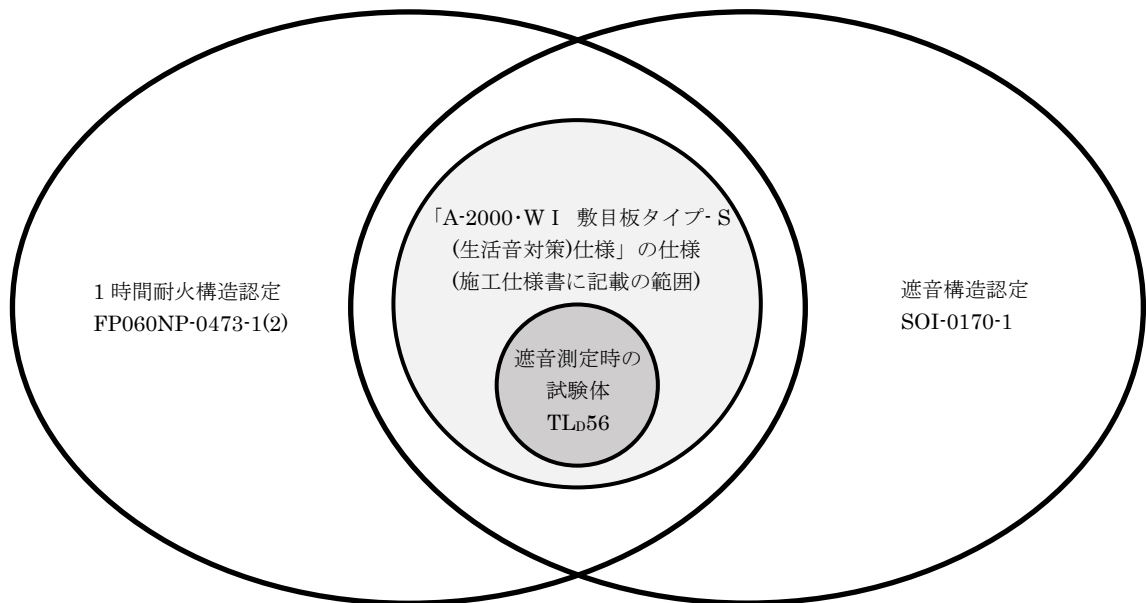 「A-2000･WⅠ 敷目板タイプ- S
(生活音対策)仕様」の仕様
(施工仕様書に記載の範囲)
1 時間耐火構造認定
FP060NP-0473-1(2)
遮音構造認定
SOI-0170-1
遮音測定時の
試験体
TLD56